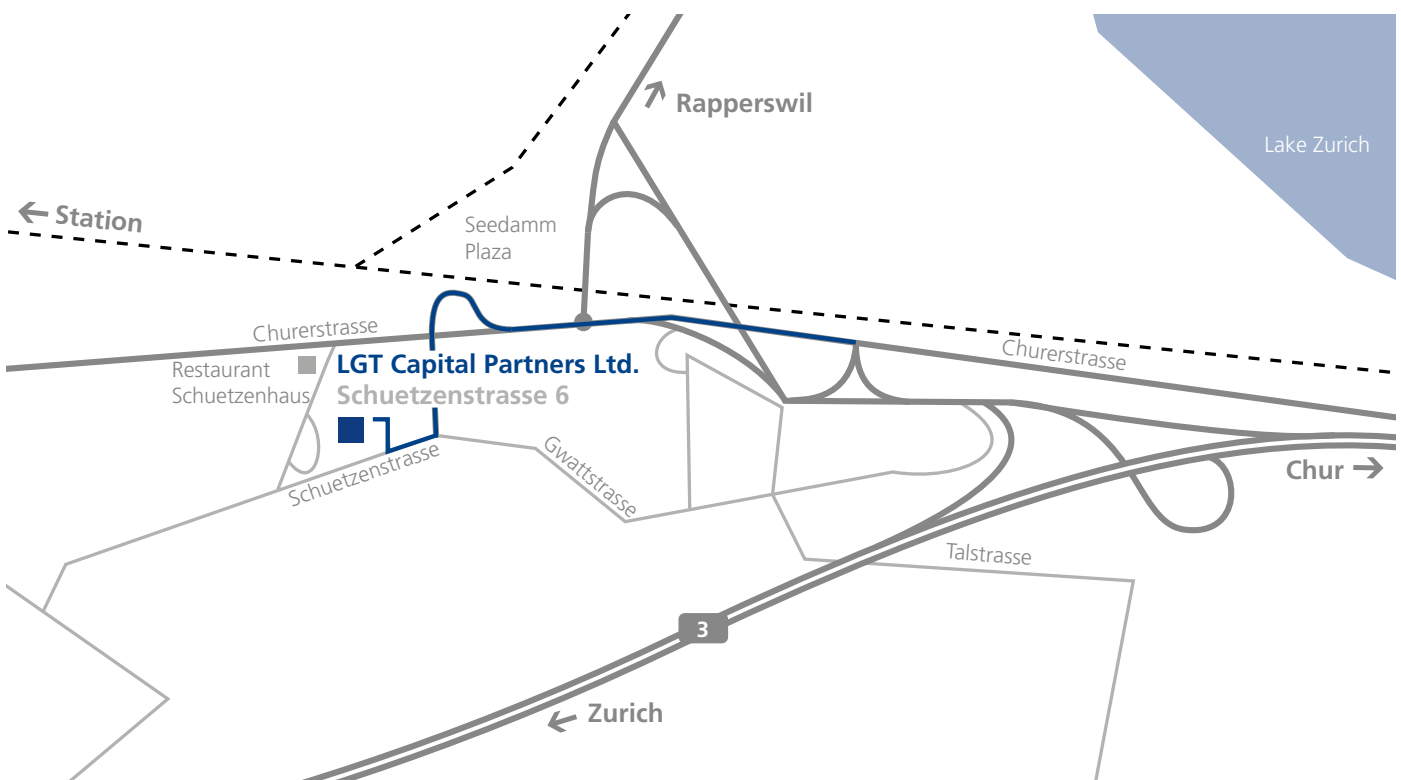 Rapperswil
Lake Zurich
← Station
Seedamm
Plaza
Churerstrasse
Churerstrasse
Restaurant
Schuetzenhaus
LGT Capital Partners Ltd.
Schuetzenstrasse 6
Schuetzenstrasse
Gwattstrasse
Chur →
Talstrasse
3
← Zurich